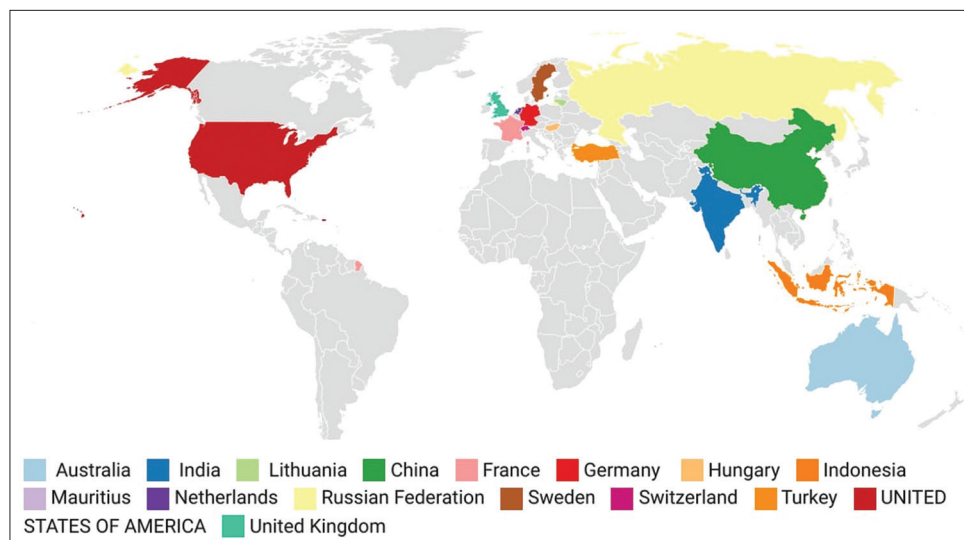 Australia India Lithuania China France Germany Hungary Indonesia
Mauritius Netherlands Russian Federation Sweden Switzerland Turkey UNITED
STATES OF AMERICA United Kingdom